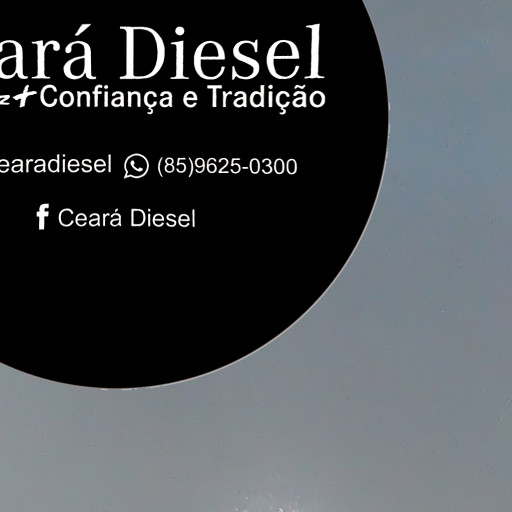 ará Diesel
z+Confiança e Tradição
earadiesel (85)9625-0300
f Ceará Diesel